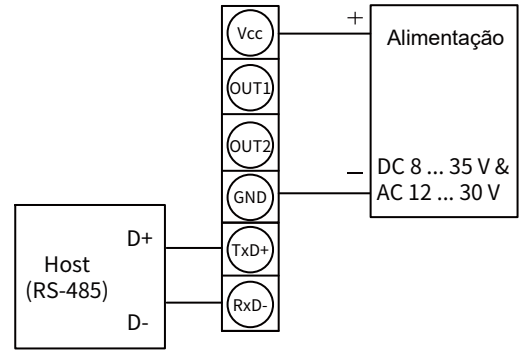 Vcc
+
Alimentação
OUT1
OUT2
−
DC 8 ... 35 V &
AC 12 ... 30 V
GND
D+
TxD+
Host
(RS-485)
RxD-
D-